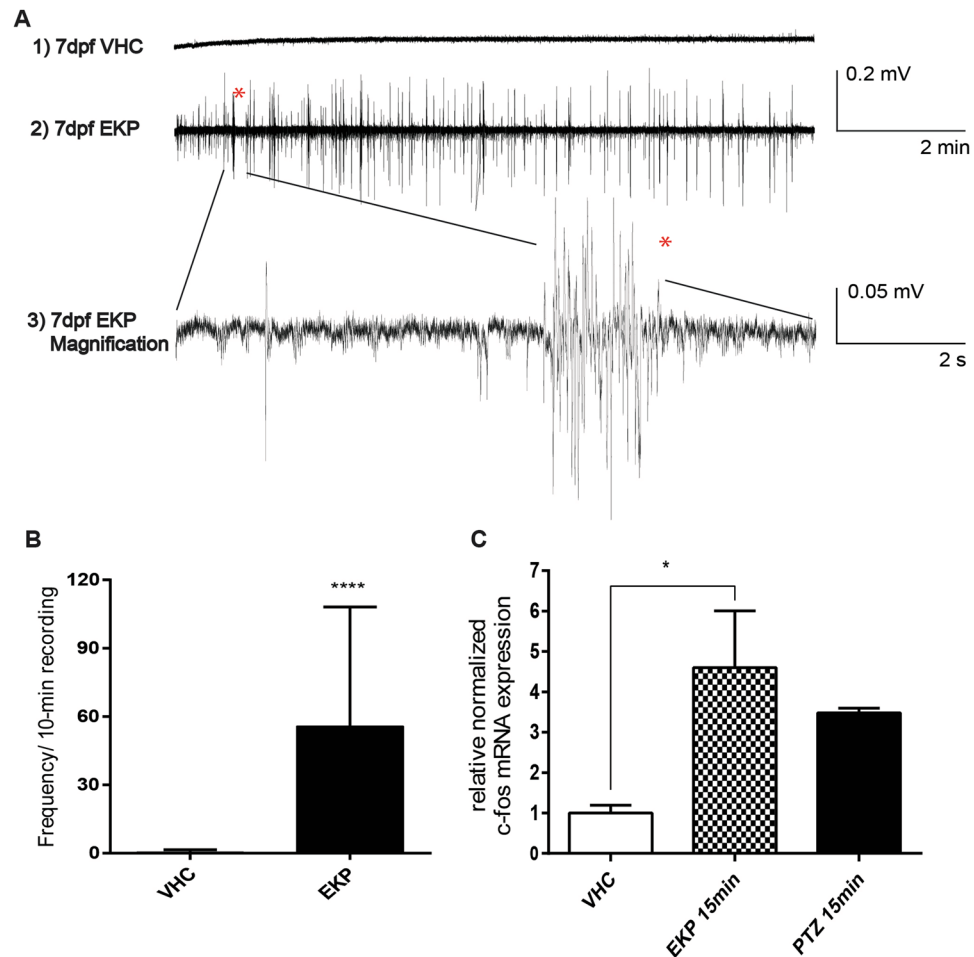 A
1) 7dpf VHC
0.2 mV
2 min
2) 7dpf EKP
*
*
3) 7dpf EKP
Magnification
0.05 mV
2 s
B
Frequency/ 10-min recording
120
90
60
30
0
****
VHC
EKP
C
relative normalized
c-fos mRNA expression
7
6
5
4
3
2
1
0
*
VHC
EKP 15min
PTZ 15min